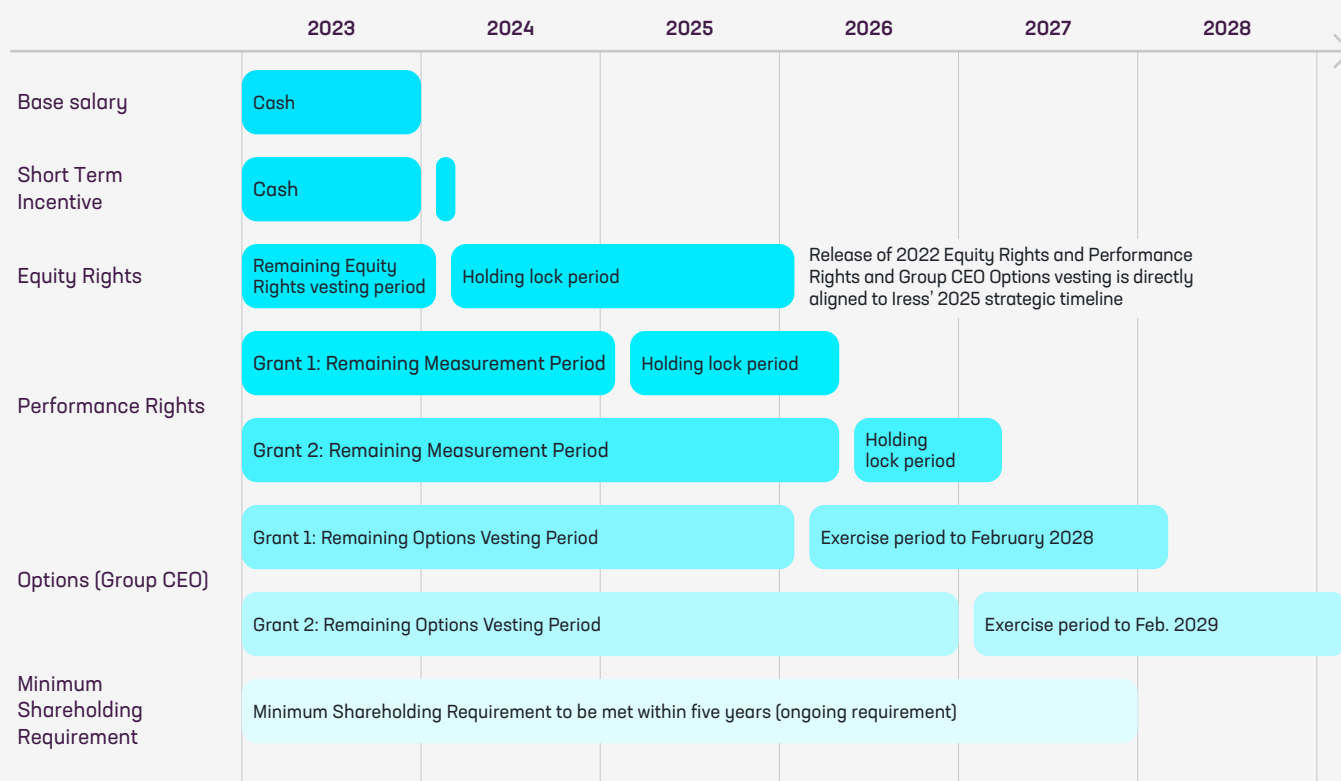 2023 2024 2025 2026 2027 2028
Base salary
Cash
Short Term
Incentive
Cash
Equity Rights
Remaining Equity
Rights vesting period
Holding lock period
Release of 2022 Equity Rights and Performance
Rights and Group CEO Options vesting is directly
aligned to Iress’ 2025 strategic timeline
Performance Rights
Grant 1: Remaining Measurement Period
Holding lock period
Grant 2: Remaining Measurement Period
Holding
lock period
Options (Group CEO)
Grant 1: Remaining Options Vesting Period
Exercise period to February 2028
Grant 2: Remaining Options Vesting Period
Exercise period to Feb. 2029
Minimum
Shareholding
Requirement
Minimum Shareholding Requirement to be met within five years (ongoing requirement)